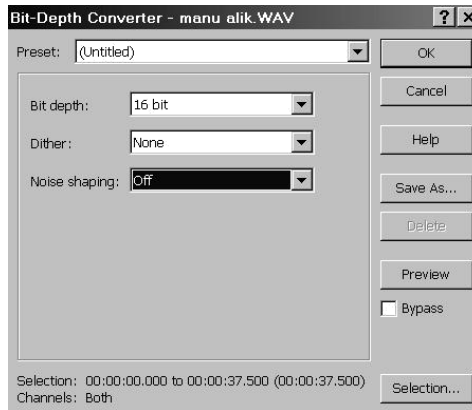 Bit-Depth Converter - manu alik.WAV
Preset: (Untitled)
OK
Cancel
Bit depth: 16 bit
Dither: None
Help
Noise shaping: Off
Save As...
Delete
Preview
Bypass
Selection: 00:00:00.000 to 00:00:37.500 (00:00:37.500)
Channels: Both
Selection...